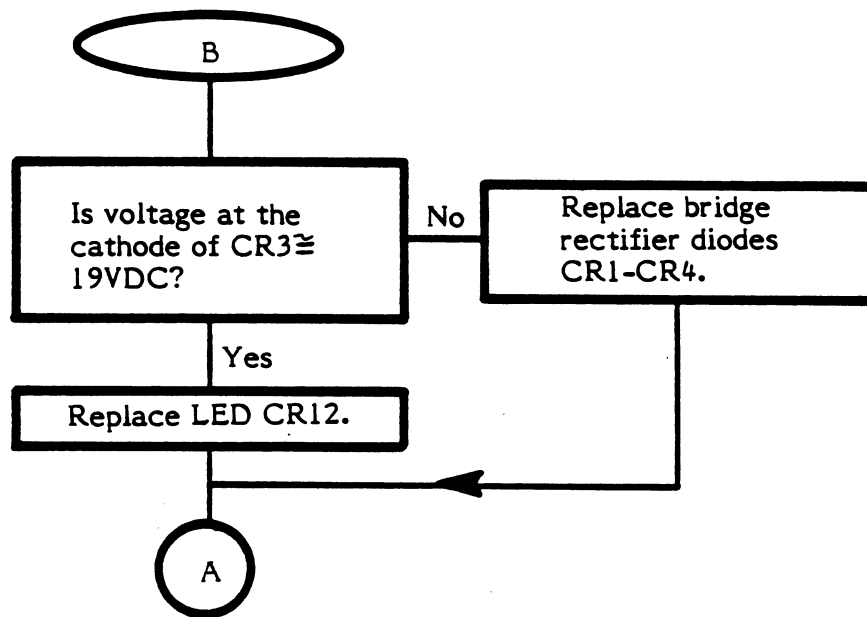 B
Is voltage at the
cathode of CR3≅
19VDC?
No
Replace bridge
rectifier diodes
CR1-CR4.
Yes
Replace LED CR12.
A